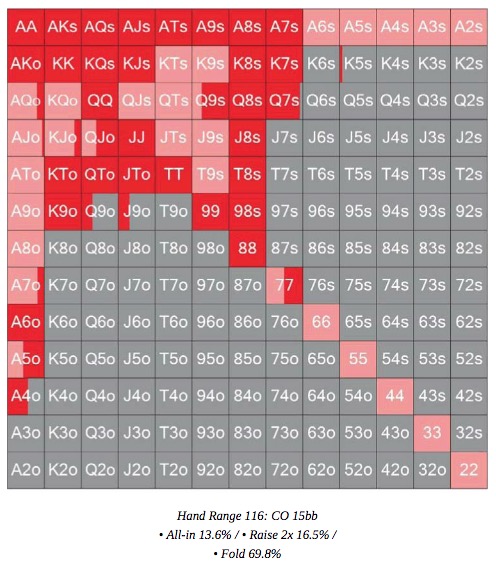 AA AKs AQs AJs ATs A9s A8s A7s A6s A5s A4s A3s A2s
AKo KK KQs KJs KTs K9s K8s K7s K6s K5s K4s K3s K2s
AQo KQo QQ QJs QTs Q9s Q8s Q7s Q6s Q5s Q4s Q3s Q2s
AJo KJo QJo JJ JTs J9s J8s J7s J6s J5s J4s J3s J2s
ATo KTo QTo JTo TT T9s T8s T7s T6s T5s T4s T3s T2s
A9o K9o Q9o J9o T9o 99 98s 97s 96s 95s 94s 93s 92s
A8o K8o Q8o J8o T8o 98o 88 87s 86s 85s 84s 83s 82s
A7o K7o Q7o J7o T7o 97o 87o 77 76s 75s 74s 73s 72s
A6o K6o Q6o J6o T6o 96o 86o 76o 66 65s 64s 63s 62s
A5o K5o Q5o J5o T5o 95o 85o 75o 65o 55 54s 53s 52s
A4o K4o Q4o J4o T4o 94o 84o 74o 64o 54o 44 43s 42s
A3o K3o Q3o J3o T3o 93o 83o 73o 63o 53o 43o 33 32s
A2o K2o Q2o J2o T2o 92o 82o 72o 62o 52o 42o 32o 22
Hand Range 116: CO 15bb
• All-in 13.6% / • Raise 2x 16.5% /
• Fold 69.8%